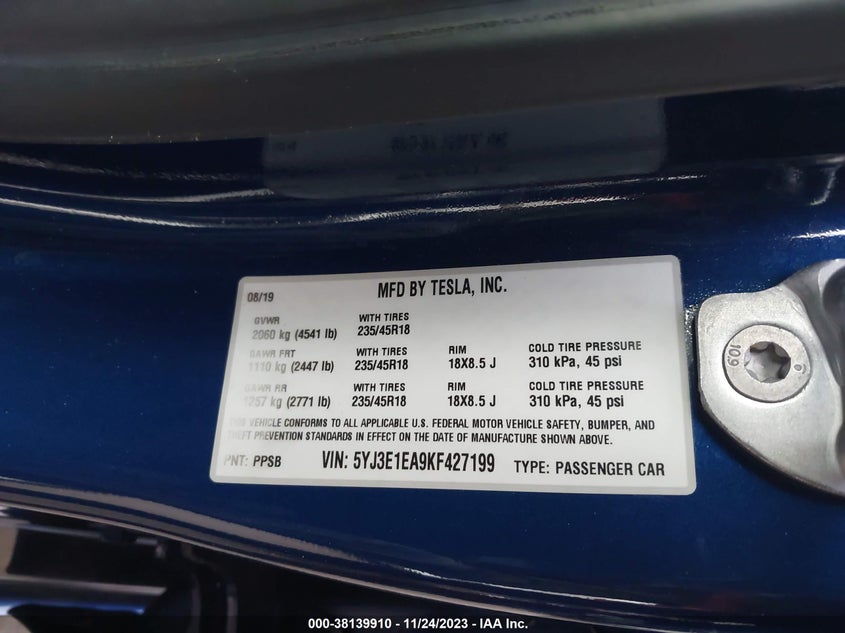 08/19 MFD BY TESLA, INC.
GVWR WITH TIRES
2060 kg (4541 lb) 235/45R18
GAWR FRT WITH TIRES RIM COLD TIRE PRESSURE
1110 kg (2447 lb) 235/45R18 18X8.5 J 310 kPa, 45 psi
GAWR RR WITH TIRES RIM COLD TIRE PRESSURE
1257 kg (2771 lb) 235/45R18 18X8.5 J 310 kPa, 45 psi
THIS VEHICLE CONFORMS TO ALL APPLICABLE U.S. FEDERAL MOTOR VEHICLE SAFETY, BUMPER, AND
THEFT PREVENTION STANDARDS IN EFFECT ON THE DATE OF MANUFACTURE SHOWN ABOVE.
PNT: PPSB VIN: 5YJ3E1EA9KF427199 TYPE: PASSENGER CAR
10.9
000-38139910 - 11/24/2023 - IAA Inc.